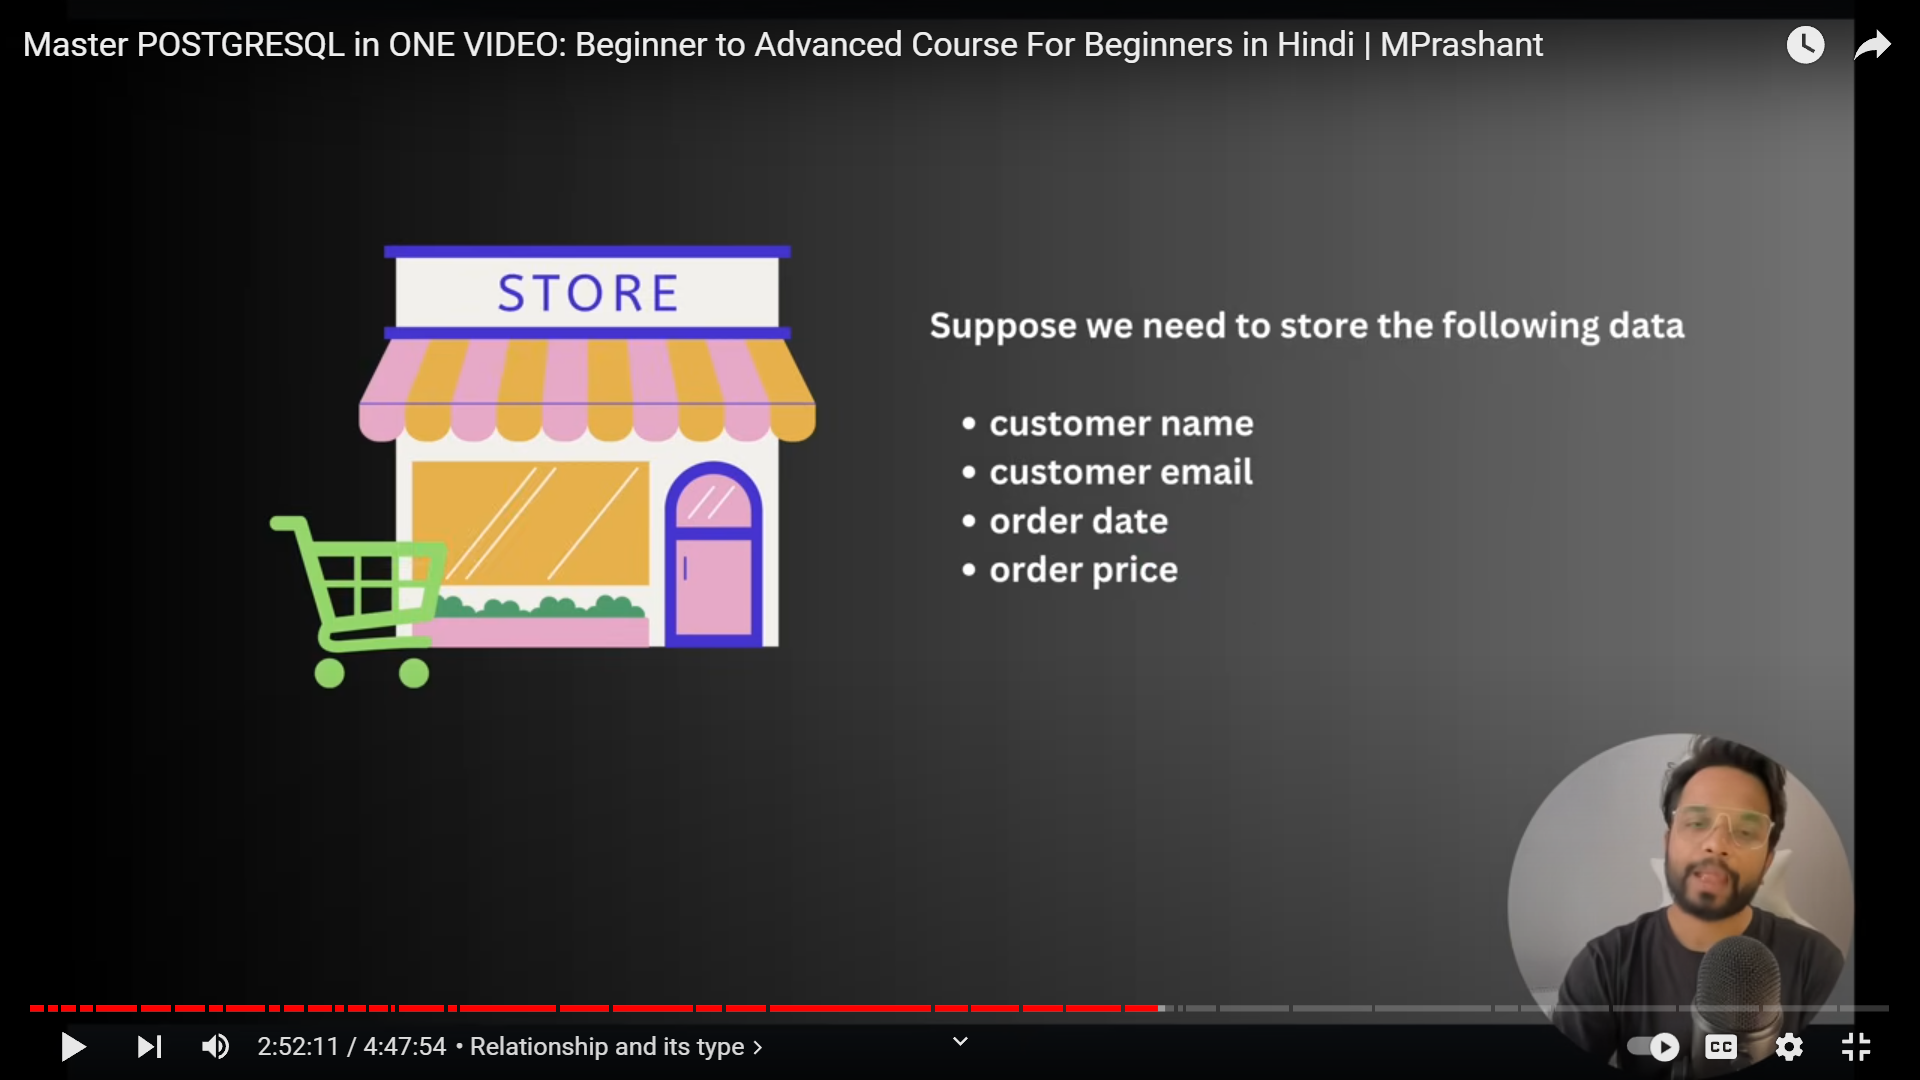 Master POSTGRESQL in ONE VIDEO: Beginner to Advanced Course For Beginners in Hindi | MPrashant
STORE
Suppose we need to store the following data
• customer name
• customer email
• order date
• order price
2:52:11 / 4:47:54 • Relationship and its type
CC